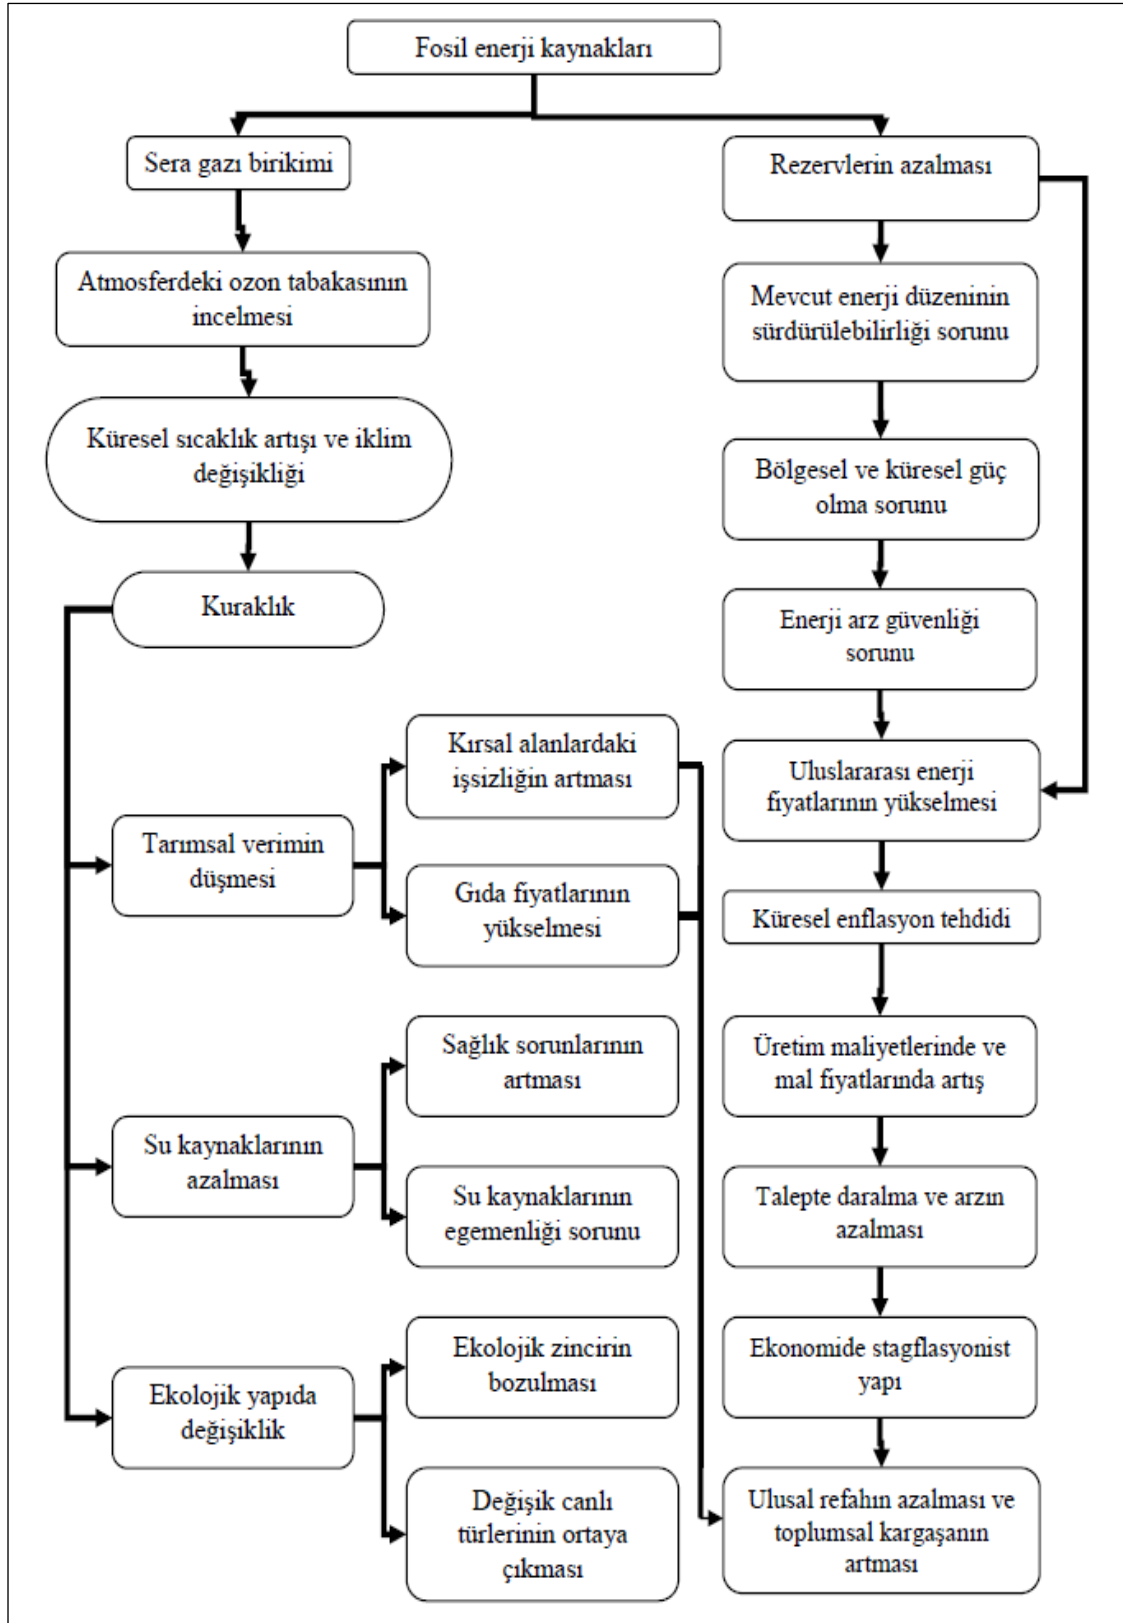 Fosil enerji kaynakları
Sera gazı birikimi
Atmosferdeki ozon tabakasının
incelmesi
Küresel sıcaklık artışı ve iklim
değişikliği
Kuraklık
Tarımsal verimin
düşmesi
Kırsal alanlardaki
işsizliğin artması
Gıda fiyatlarının
yükselmesi
Su kaynaklarının
azalması
Sağlık sorunlarının
artması
Su kaynaklarının
egemenliği sorunu
Ekolojik yapıda
değişiklik
Ekolojik zincirin
bozulması
Değişik canlı
türlerinin ortaya
çıkması
Rezervlerin azalması
Mevcut enerji düzeninin
sürdürülebilirliği sorunu
Bölgesel ve küresel güç
olma sorunu
Enerji arz güvenliği
sorunu
Uluslararası enerji
fiyatlarının yükselmesi
Küresel enflasyon tehdidi
Üretim maliyetlerinde ve
mal fiyatlarında artış
Talepte daralma ve arzın
azalması
Ekonomide stagflasyonist
yapı
Ulusal refahın azalması ve
toplumsal kargaşanın
artması